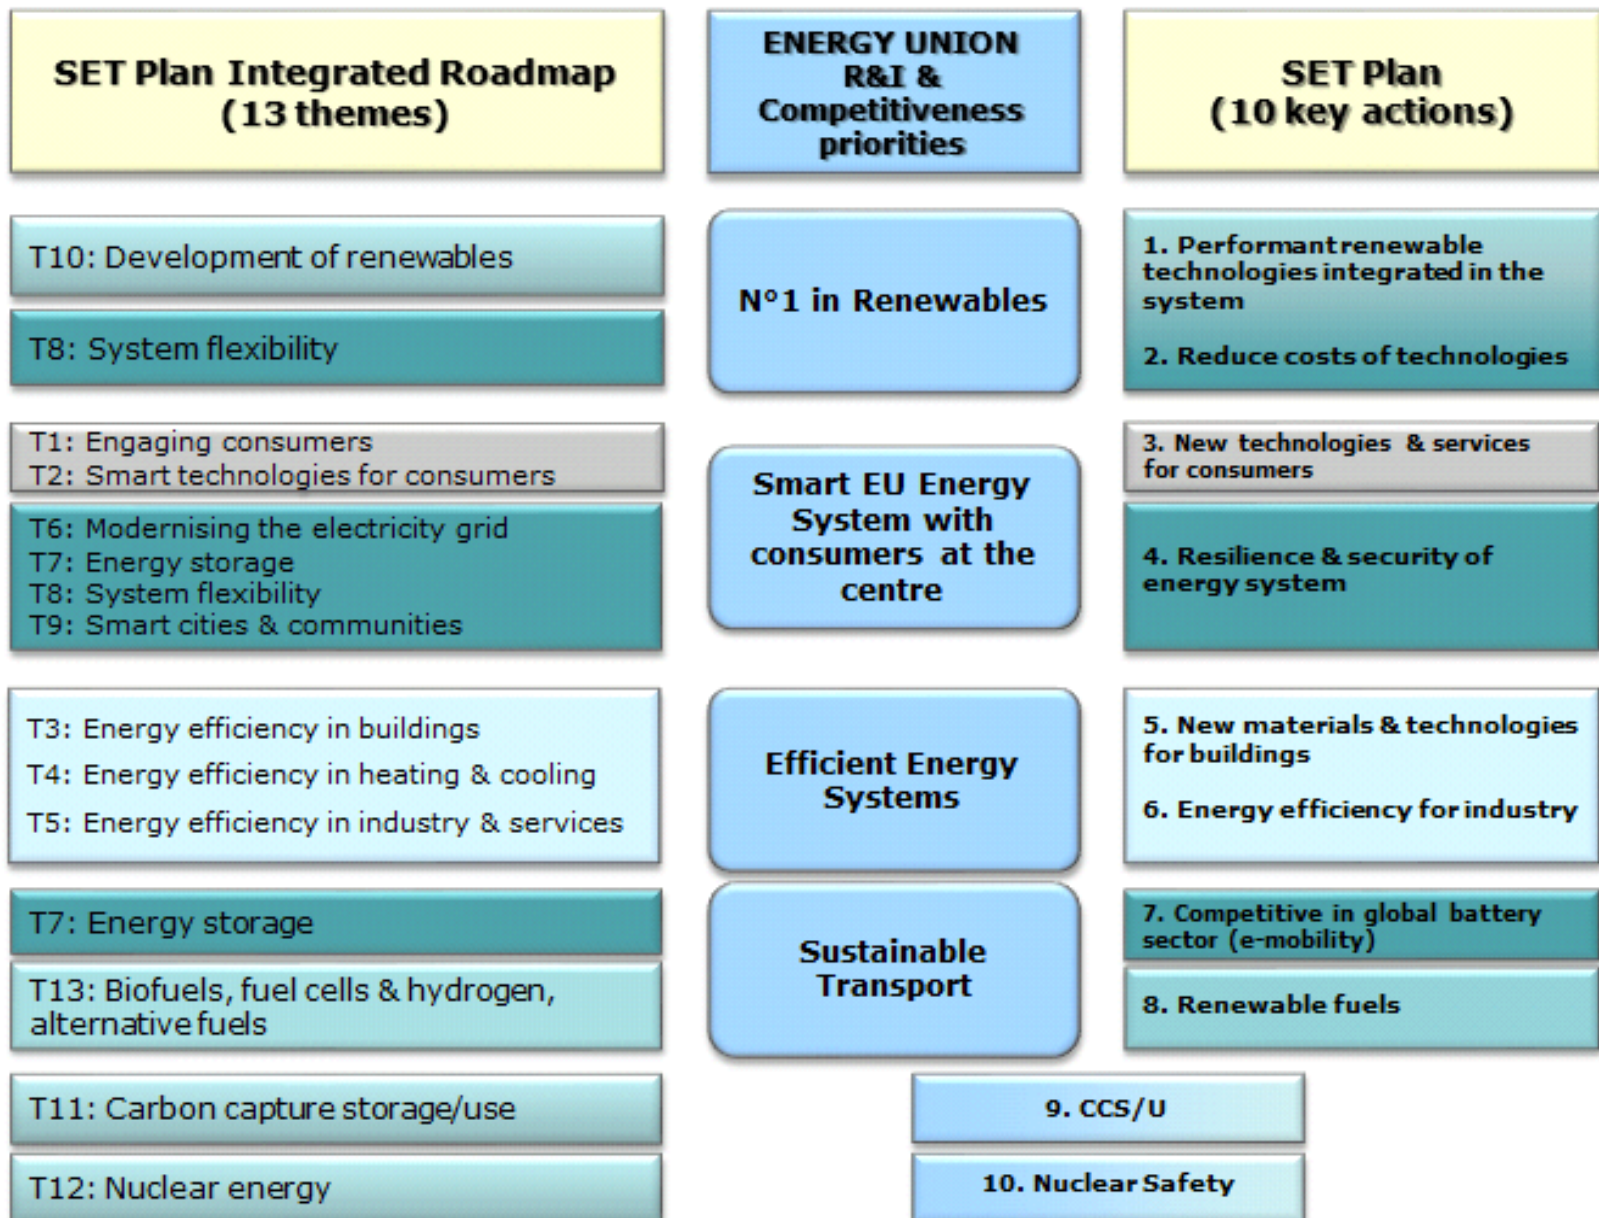 SET Plan Integrated Roadmap
(13 themes)
ENERGY UNION
R&I &
Competitiveness
priorities
SET Plan
(10 key actions)
T10: Development of renewables
T8: System flexibility
N°1 in Renewables
1. Performant renewable
technologies integrated in the
system
2. Reduce costs of technologies
T1: Engaging consumers
T2: Smart technologies for consumers
T6: Modernising the electricity grid
T7: Energy storage
T8: System flexibility
T9: Smart cities & communities
Smart EU Energy
System with
consumers at the
centre
3. New technologies & services
for consumers
4. Resilience & security of
energy system
T3: Energy efficiency in buildings
T4: Energy efficiency in heating & cooling
T5: Energy efficiency in industry & services
Efficient Energy
Systems
5. New materials & technologies
for buildings
6. Energy efficiency for industry
T7: Energy storage
T13: Biofuels, fuel cells & hydrogen,
alternative fuels
Sustainable
Transport
7. Competitive in global battery
sector (e-mobility)
8. Renewable fuels
T11: Carbon capture storage/use
9. CCS/U
T12: Nuclear energy
10. Nuclear Safety